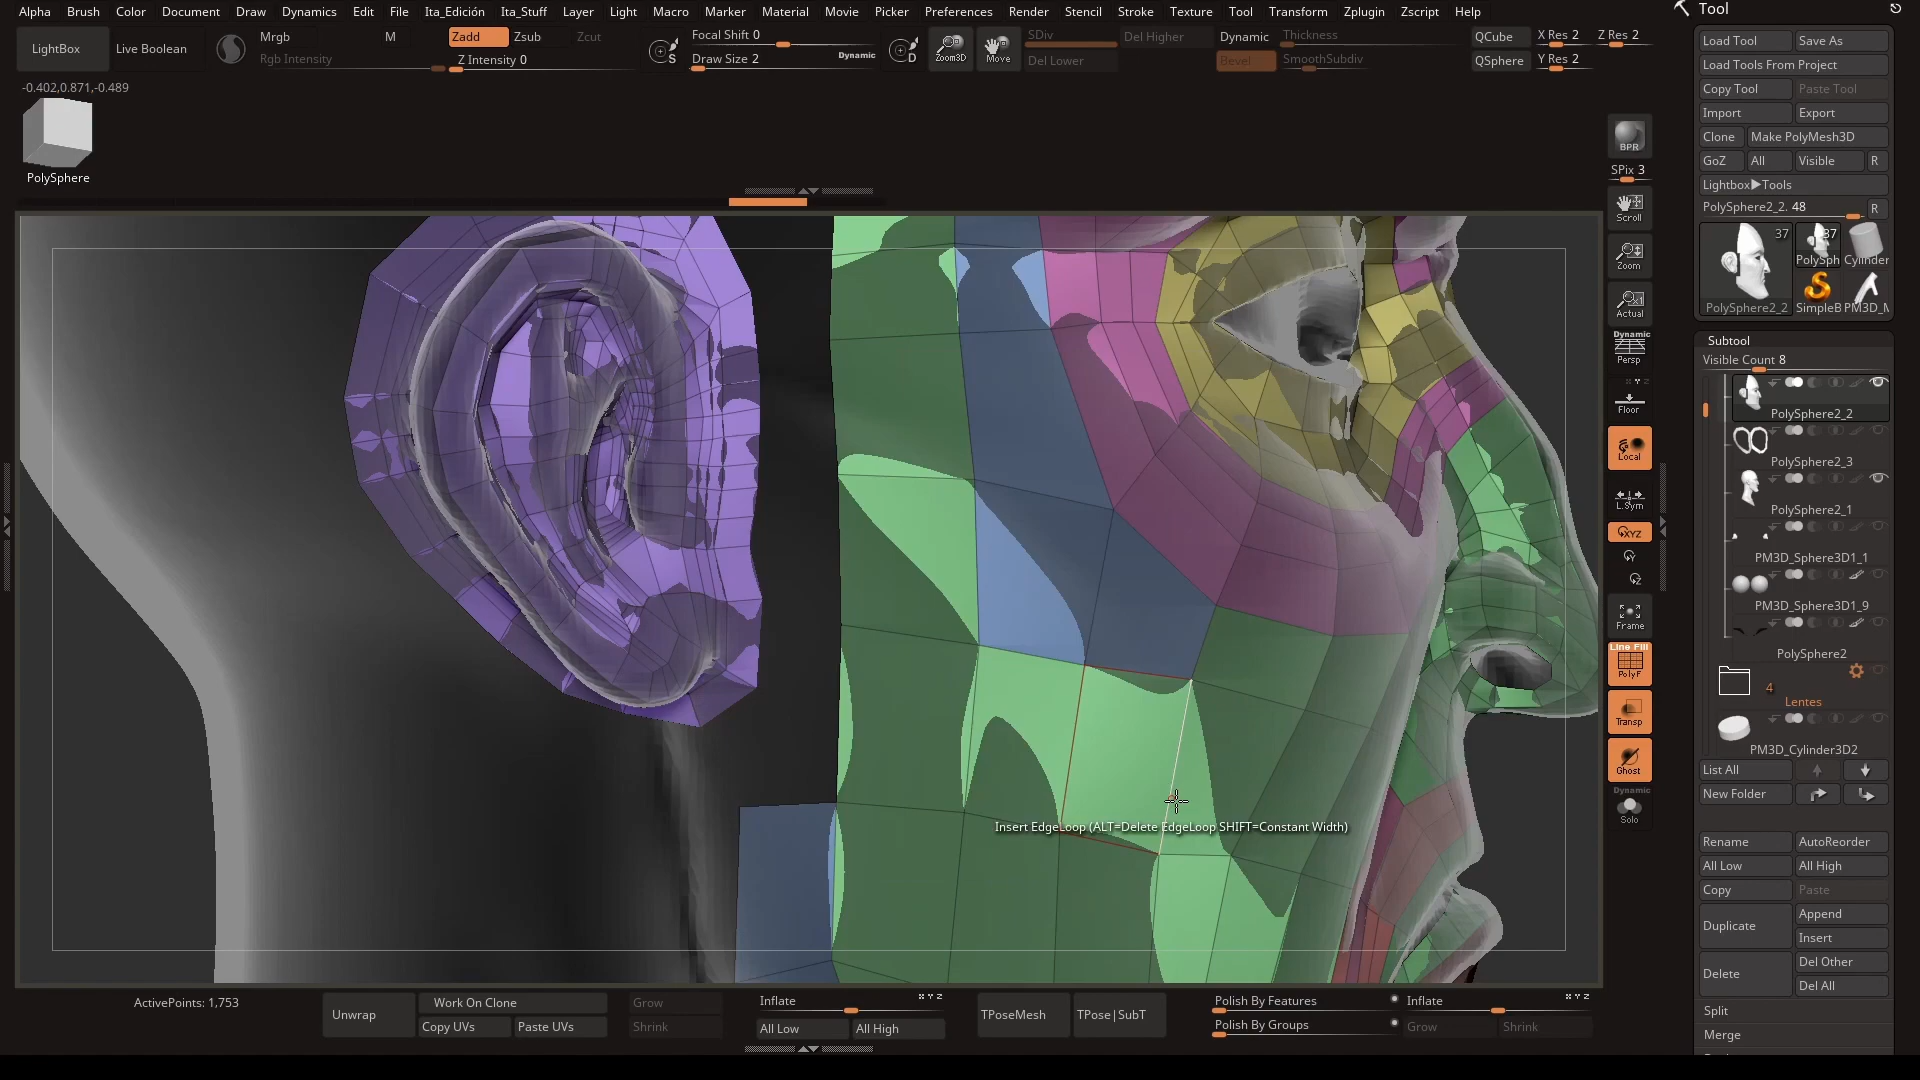 Alpha Brush Color Document Draw Dynamics Edit File Ita_Edición Ita_Stuff Layer Light Macro Marker Material Movie Picker Preferences Render Stencil Stroke Texture Tool Transform Zplugin Zscript Help
LightBox
Live Boolean
Mrgb M
Rgb Intensity
Zadd Zsub Zcut
Z Intensity 0
Focal Shift 0
Draw Size 2
Dynamic
S
D
Zoom3D
Move
SDiv
Del Lower
Del Higher
Dynamic
Bevel
Thickness
SmoothSubdiv
QCube
QSphere
X Res 2
Y Res 2
Z Res 2
-0.402,0.871,-0.489
PolySphere
Insert EdgeLoop (ALT=Delete EdgeLoop SHIFT=Constant Width)
BPR
SPix 3
Scroll
Zoom
Actual
Dynamic
Persp
Floor
Local
L.Sym
XYZ
Y
Z
Frame
Line Fill
PolyF
Transp
Ghost
Dynamic
Solo
Tool
Load Tool
Save As
Load Tools From Project
Copy Tool
Paste Tool
Import
Export
Clone
Make PolyMesh3D
GoZ
All
Visible
R
Lightbox▶Tools
PolySphere2_2. 48
R
37
PolySphere2_2
37
PolySph
Cylinder
SimpleB
PM3D_M
Subtool
Visible Count 8
PolySphere2_2
PolySphere2_3
PolySphere2_1
PM3D_Sphere3D1_1
PM3D_Sphere3D1_9
PolySphere2
4
Lentes
PM3D_Cylinder3D2
List All
New Folder
Rename
AutoReorder
All Low
All High
Copy
Paste
Duplicate
Append
Insert
Delete
Del Other
Del All
Split
Merge
ActivePoints: 1,753
Unwrap
Work On Clone
Copy UVs
Paste UVs
Grow
Shrink
Inflate
X Y Z
All Low
All High
TPoseMesh
TPose|SubT
Polish By Features
Polish By Groups
Inflate
X Y Z
Grow
Shrink